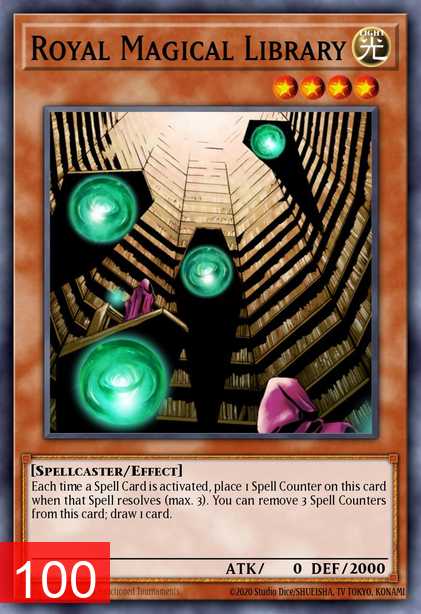 ROYAL MAGICAL LIBRARY
LIGHT
光
[SPELLCASTER/EFFECT]
Each time a Spell Card is activated, place 1 Spell Counter on this card
when that Spell resolves (max. 3). You can remove 3 Spell Counters
from this card; draw 1 card.
ATK/ 0 DEF/2000
100
Tournaments
©2020 Studio Dice/SHUEISHA, TV TOKYO, KONAMI